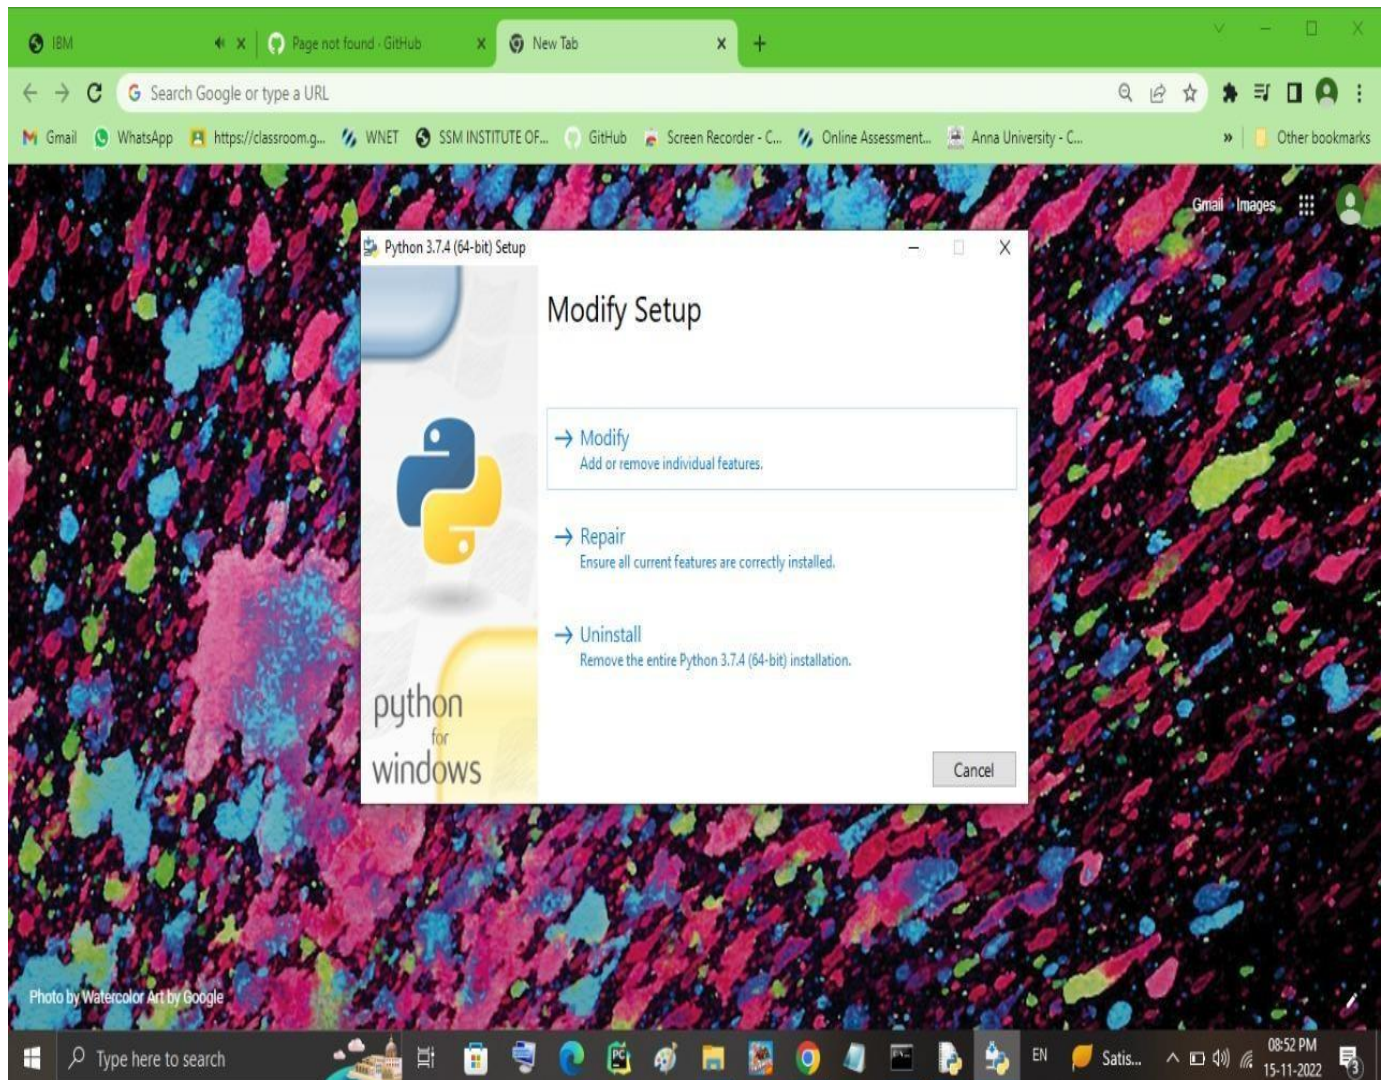 IBM
Page not found · GitHub
New Tab
Search Google or type a URL
Gmail
WhatsApp
https://classroom.g...
WNET
SSM INSTITUTE OF...
GitHub
Screen Recorder - C...
Online Assessment...
Anna University - C...
»
Other bookmarks
Gmail Images
Python 3.7.4 (64-bit) Setup
Modify Setup
Modify
Add or remove individual features.
Repair
Ensure all current features are correctly installed.
Uninstall
Remove the entire Python 3.7.4 (64-bit) installation.
python
for
windows
Cancel
Photo by Watercolor Art by Google
Type here to search
EN
Satis...
08:52 PM
15-11-2022
3